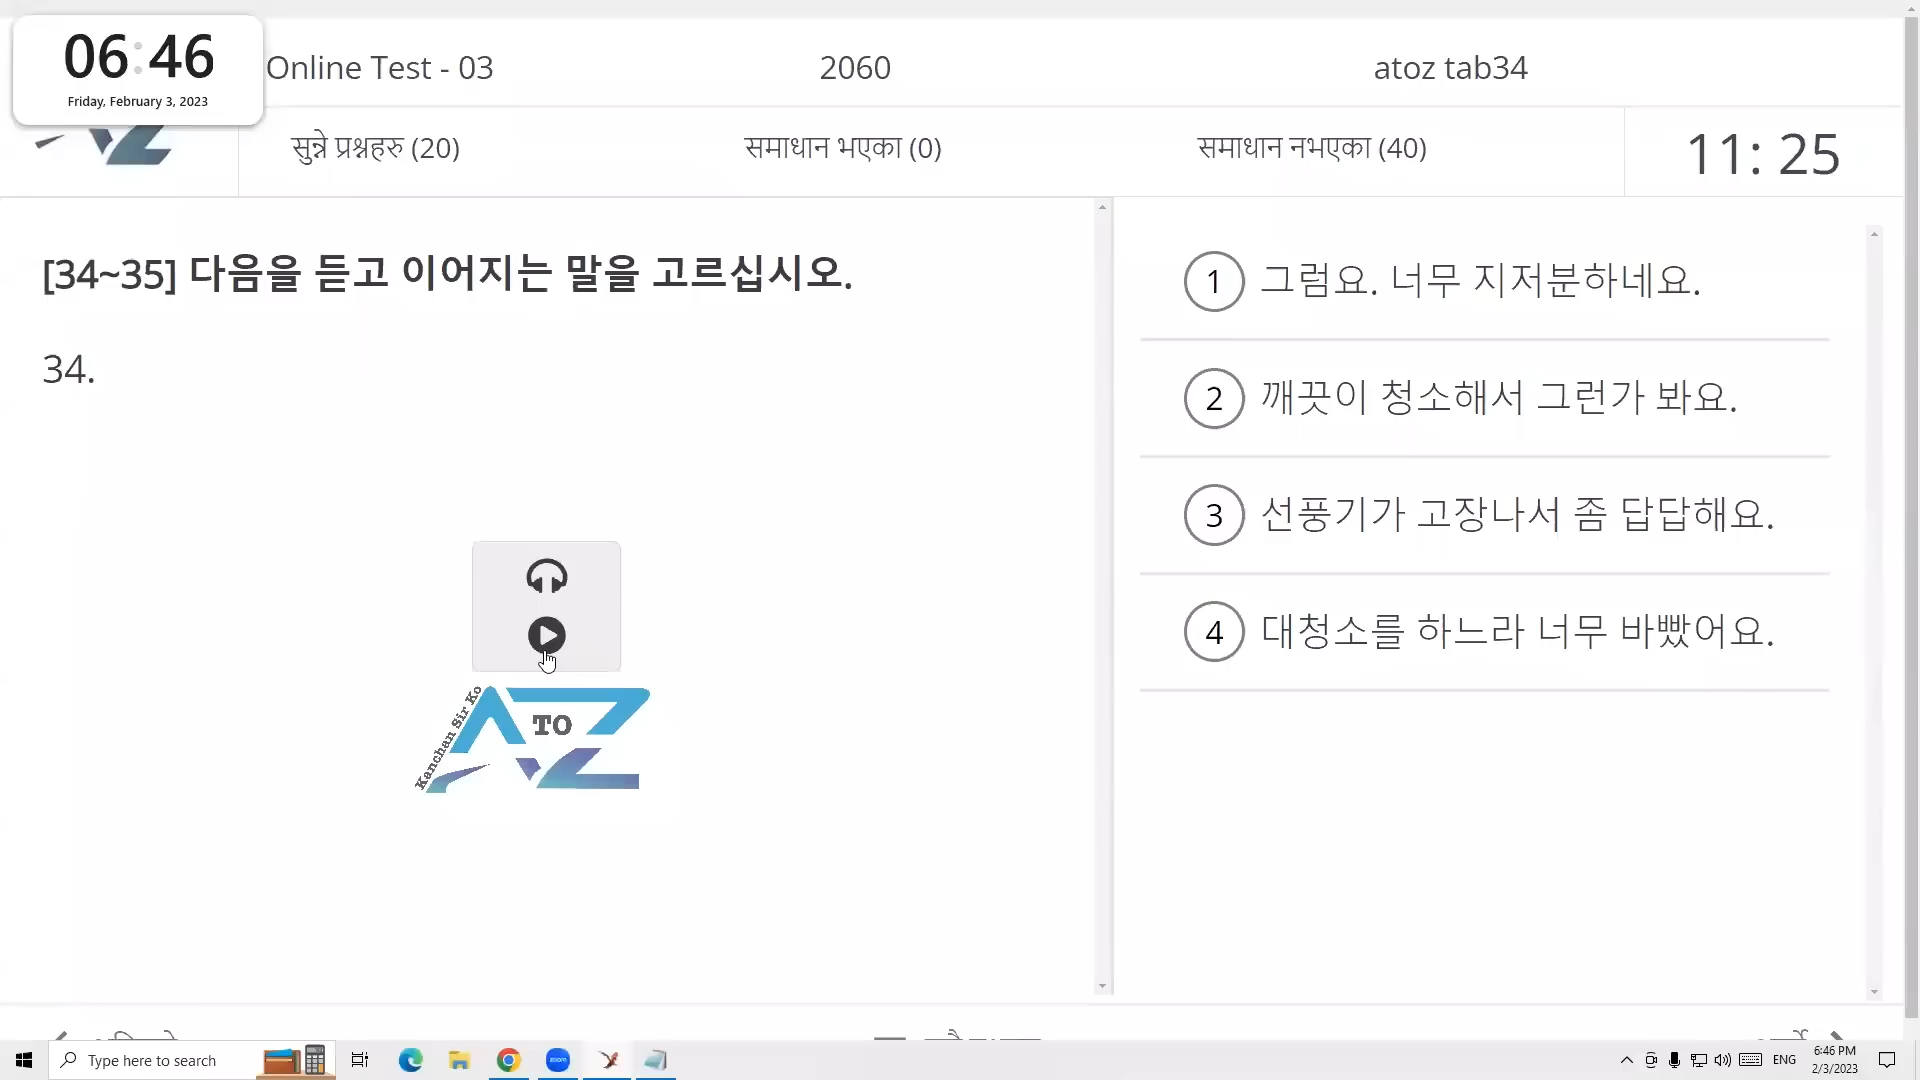 06:46
Friday, February 3, 2023
Online Test - 03
2060
atoz tab34
सुन्ने प्रश्नहरु (20)
समाधान भएका (0)
समाधान नभएका (40)
11: 25
[34~35] 다음을 듣고 이어지는 말을 고르십시오.
34.
Kanchan Sir Ko
A TO Z
1 그럼요. 너무 지저분하네요.
2 깨끗이 청소해서 그런가 봐요.
3 선풍기가 고장나서 좀 답답해요.
4 대청소를 하느라 너무 바빴어요.
Type here to search
zoom
ENG
6:46 PM
2/3/2023